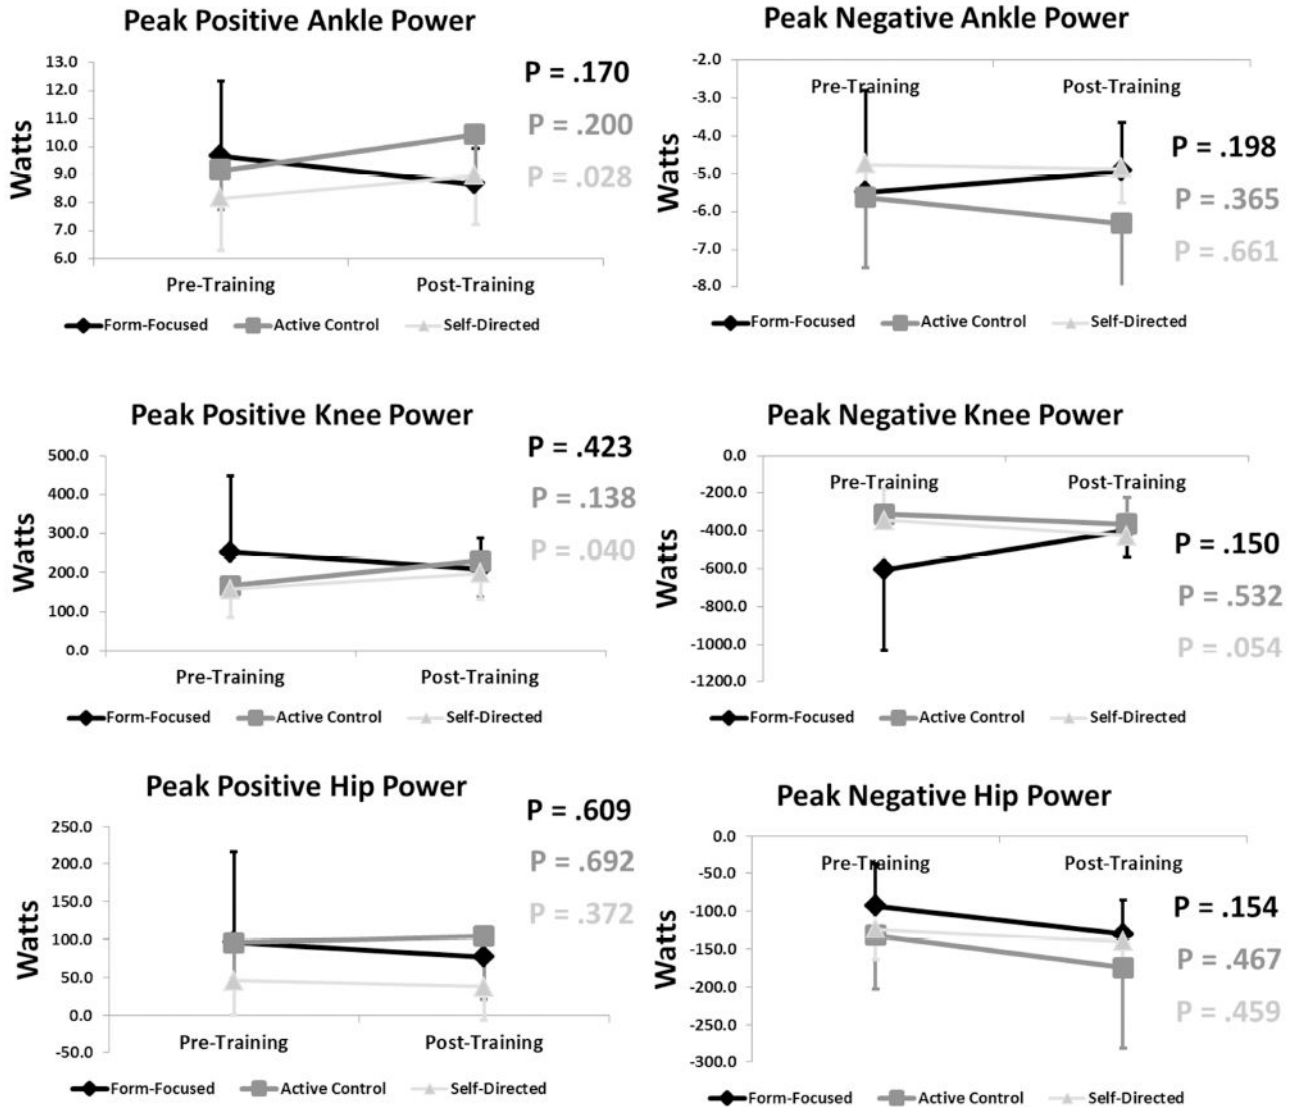 Peak Positive Ankle Power
Watts
13.0
12.0
11.0
10.0
9.0
8.0
7.0
6.0
Pre-Training Post-Training
P = .170
P = .200
P = .028
Form-Focused Active Control Self-Directed
Peak Negative Ankle Power
Watts
-2.0
-3.0
-4.0
-5.0
-6.0
-7.0
-8.0
Pre-Training Post-Training
P = .198
P = .365
P = .661
Form-Focused Active Control Self-Directed
Peak Positive Knee Power
Watts
500.0
400.0
300.0
200.0
100.0
0.0
Pre-Training Post-Training
P = .423
P = .138
P = .040
Form-Focused Active Control Self-Directed
Peak Negative Knee Power
Watts
0.0
-200.0
-400.0
-600.0
-800.0
-1000.0
-1200.0
Pre-Training Post-Training
P = .150
P = .532
P = .054
Form-Focused Active Control Self-Directed
Peak Positive Hip Power
Watts
250.0
200.0
150.0
100.0
50.0
0.0
-50.0
Pre-Training Post-Training
P = .609
P = .692
P = .372
Form-Focused Active Control Self-Directed
Peak Negative Hip Power
Watts
0.0
-50.0
-100.0
-150.0
-200.0
-250.0
-300.0
Pre-Training Post-Training
P = .154
P = .467
P = .459
Form-Focused Active Control Self-Directed